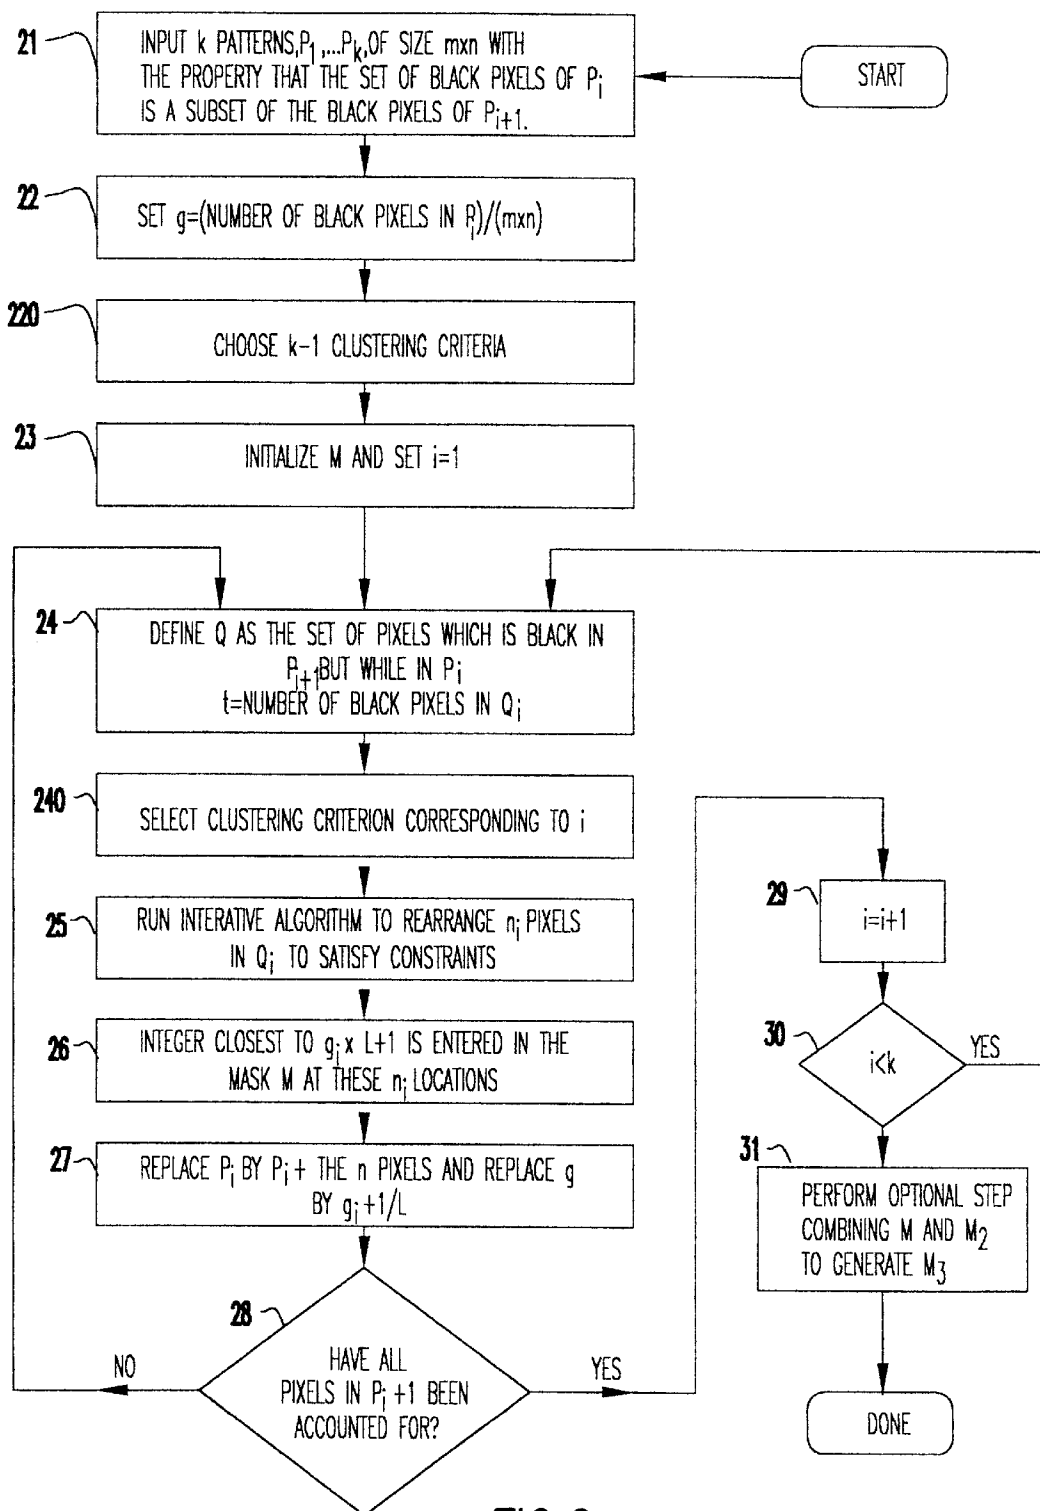 START
21
INPUT k PATTERNS,P1,...Pk,OF SIZE mxn WITH
THE PROPERTY THAT THE SET OF BLACK PIXELS OF Pi
IS A SUBSET OF THE BLACK PIXELS OF Pi+1.
22
SET g=(NUMBER OF BLACK PIXELS IN Pi)/(mxn)
220
CHOOSE k-1 CLUSTERING CRITERIA
23
INITIALIZE M AND SET i=1
24
DEFINE Q AS THE SET OF PIXELS WHICH IS BLACK IN
Pi+1 BUT WHILE IN Pi
t=NUMBER OF BLACK PIXELS IN Qi
240
SELECT CLUSTERING CRITERION CORRESPONDING TO i
25
RUN INTERATIVE ALGORITHM TO REARRANGE ni PIXELS
IN Qi TO SATISFY CONSTRAINTS
26
INTEGER CLOSEST TO gi x L+1 IS ENTERED IN THE
MASK M AT THESE ni LOCATIONS
27
REPLACE Pi BY Pi + THE n PIXELS AND REPLACE g
BY gi +1/L
28
HAVE ALL
PIXELS IN Pi +1 BEEN
ACCOUNTED FOR?
NO
YES
29
i=i+1
30
i<k
YES
31
PERFORM OPTIONAL STEP
COMBINING M AND M2
TO GENERATE M3
DONE